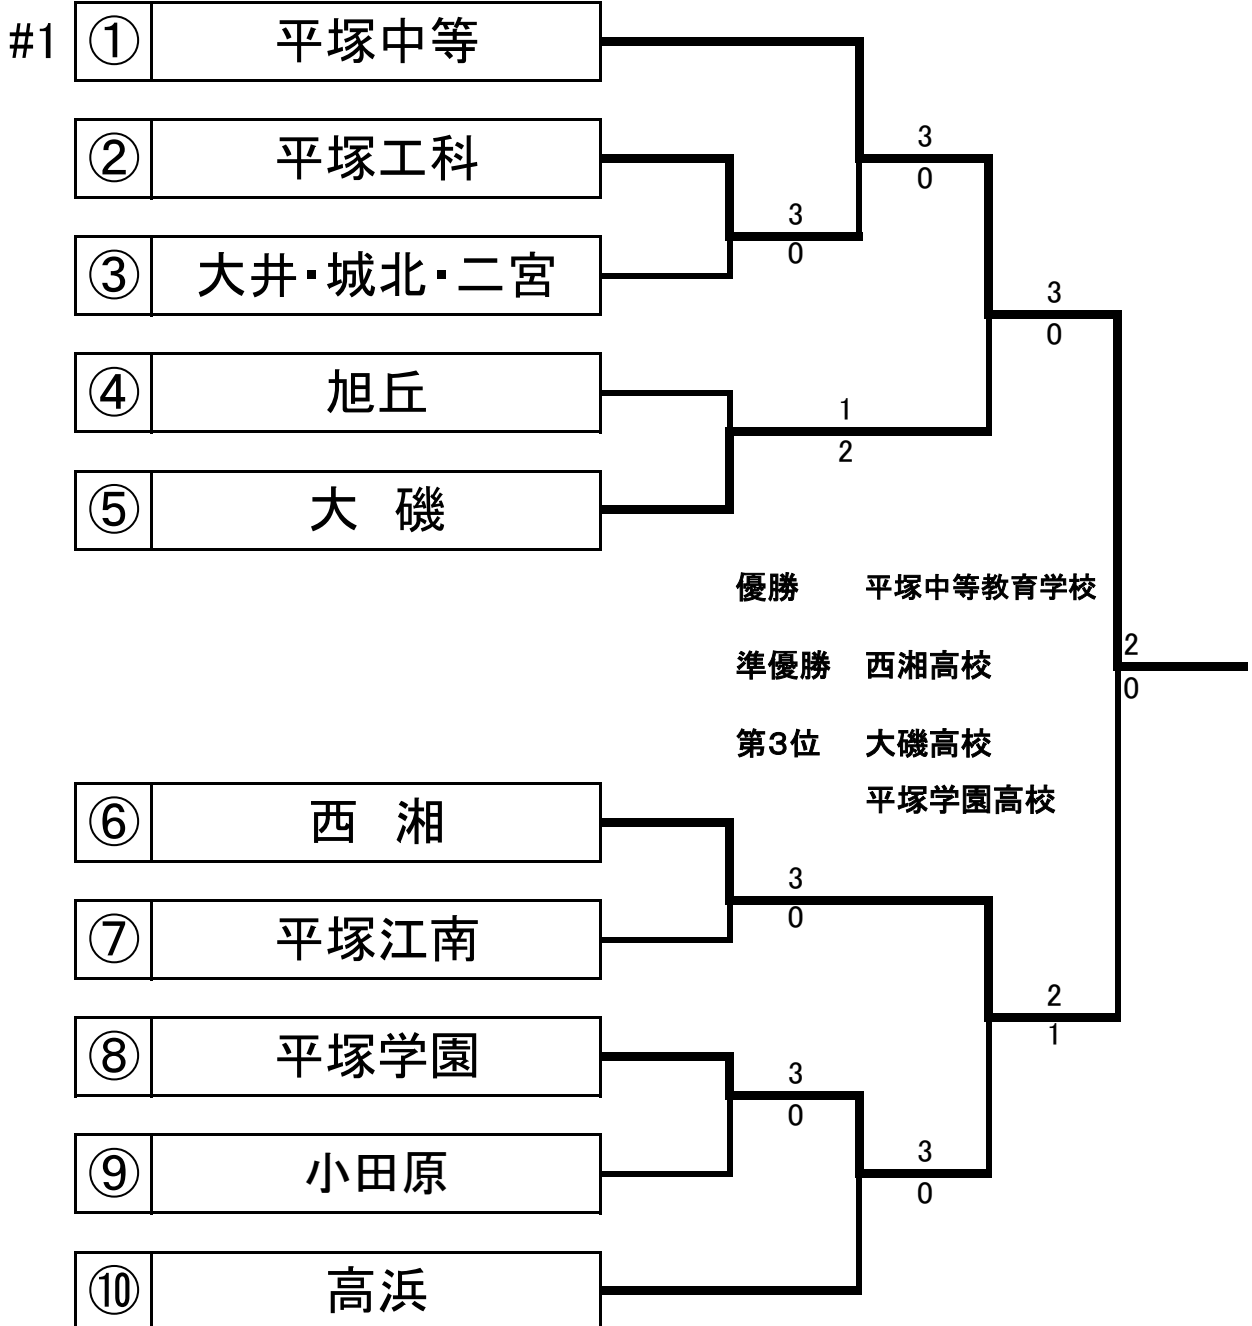 #1 ① 平塚中等
② 平塚工科
3
0
③ 大井・城北・二宮
3
0
④ 旭丘
3
0
⑤ 大 磯
1
2
優勝 平塚中等教育学校
準優勝 西湘高校
2
0
第3位 大磯高校
平塚学園高校
⑥ 西 湘
⑦ 平塚江南
3
0
⑧ 平塚学園
2
1
⑨ 小田原
3
0
⑩ 高浜
3
0